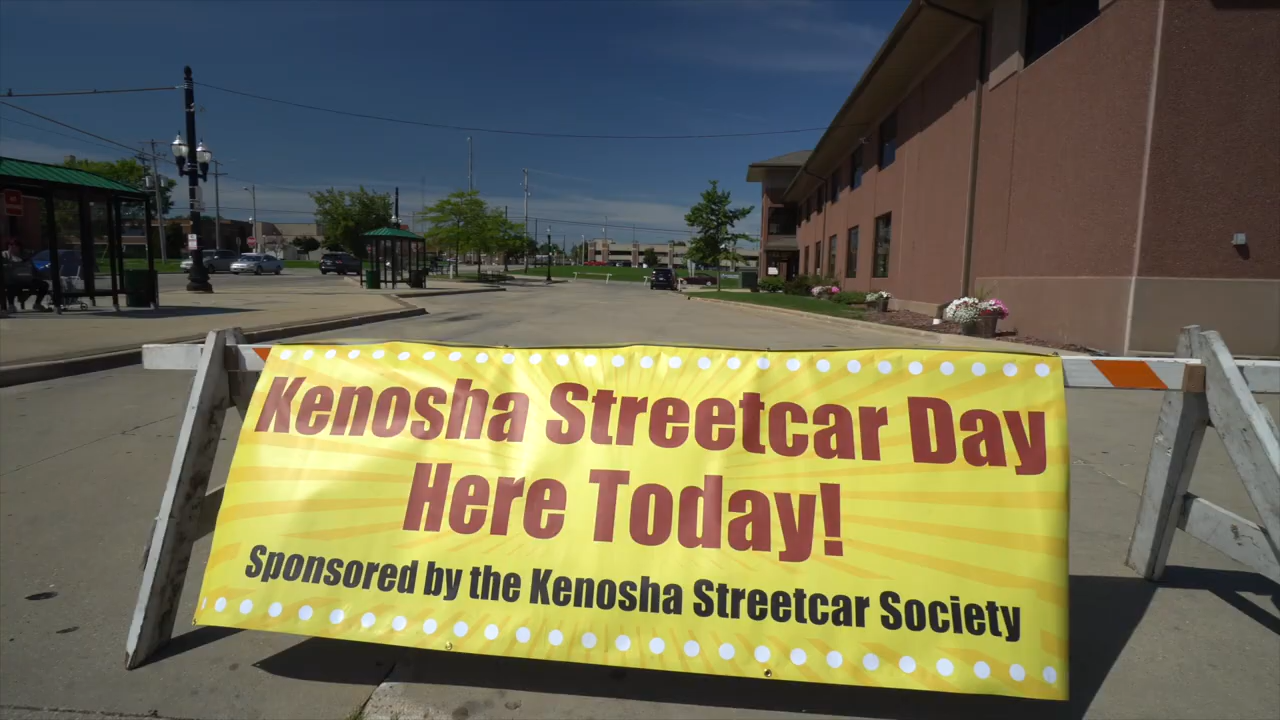 Kenosha Streetcar Day
Here Today!
Sponsored by the Kenosha Streetcar Society